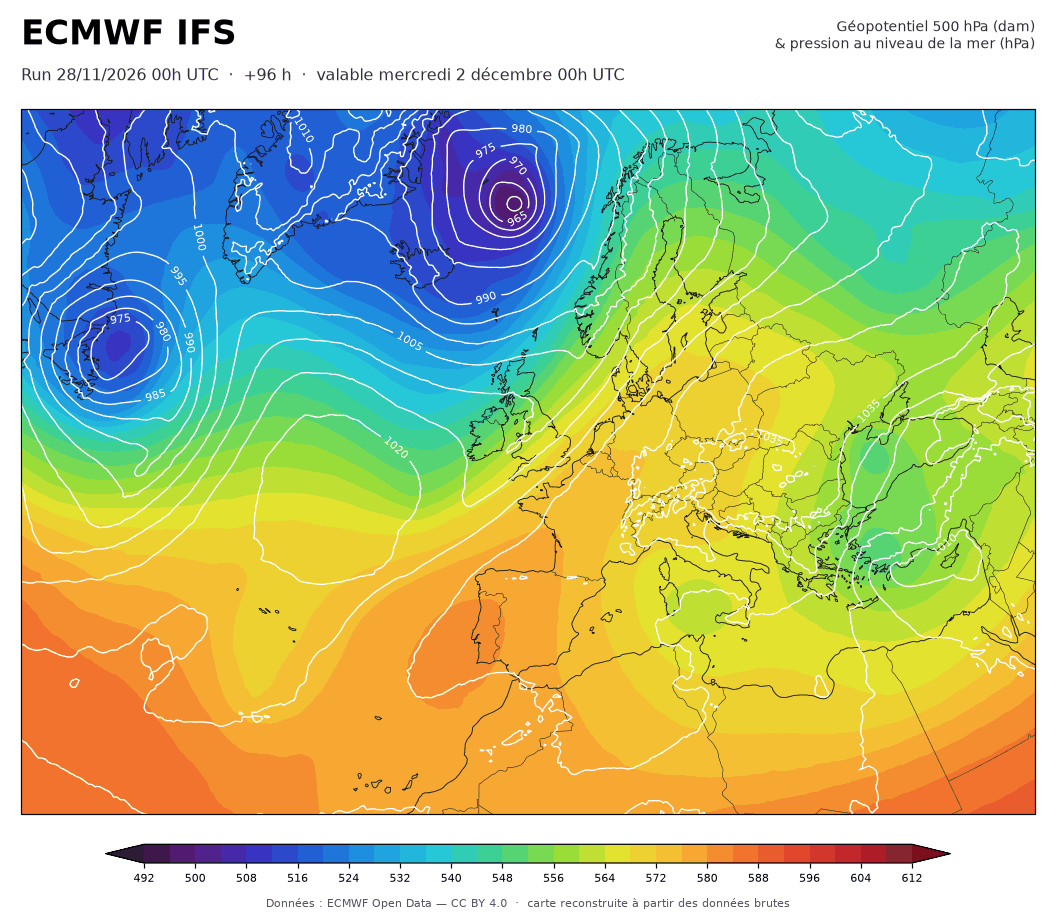 ECMWF IFS
Géopotentiel 500 hPa (dam)
& pression au niveau de la mer (hPa)
Run 28/11/2026 00h UTC · +96 h · valable mercredi 2 décembre 00h UTC
980
1010
975
970
965
1000
995
990
975
980
990
1005
985
1035
1035
1020
492 500 508 516 524 532 540 548 556 564 572 580 588 596 604 612
Données : ECMWF Open Data — CC BY 4.0 · carte reconstruite à partir des données brutes